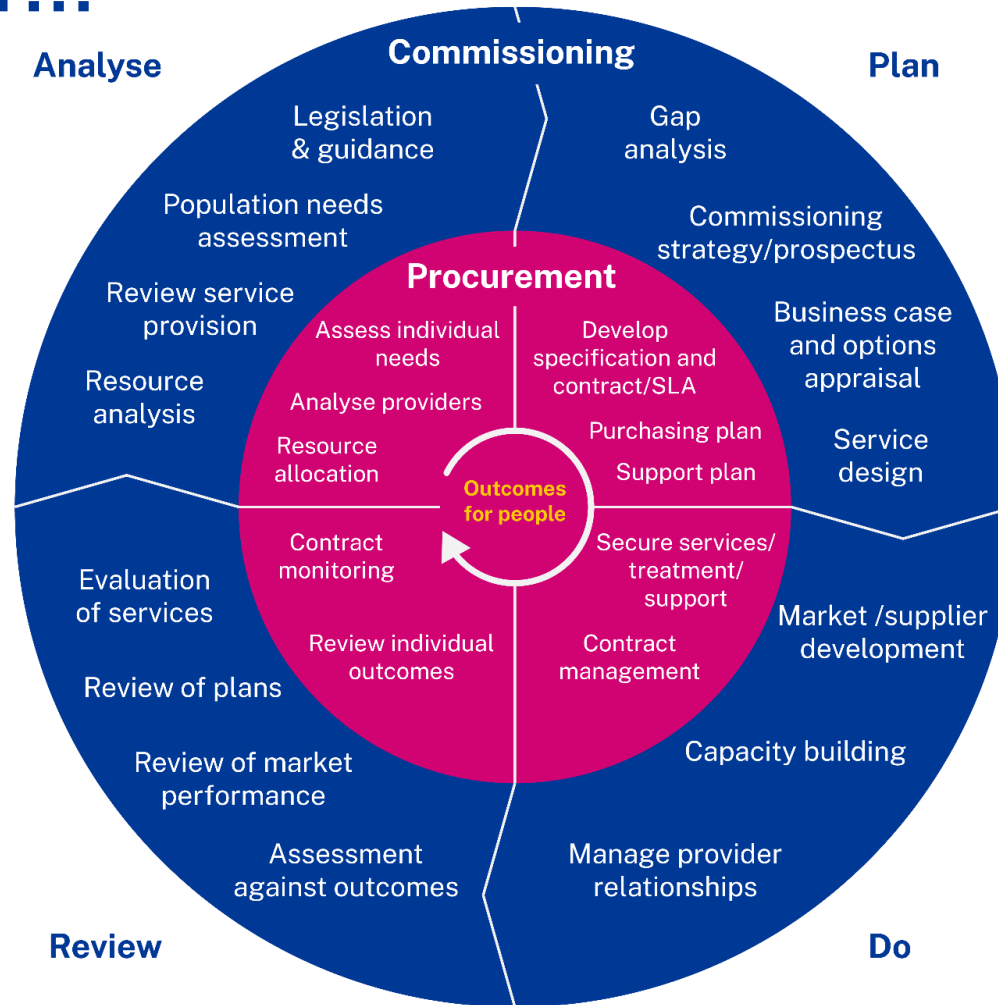 Analyse
Commissioning
Plan
Legislation
& guidance
Population needs
assessment
Review service
provision
Resource
analysis
Gap
analysis
Commissioning
strategy/prospectus
Business case
and options
appraisal
Service
design
Procurement
Assess individual
needs
Analyse providers
Resource
allocation
Develop
specification and
contract/SLA
Purchasing plan
Support plan
Outcomes
for people
Contract
monitoring
Review individual
outcomes
Secure services/
treatment/
support
Contract
management
Evaluation
of services
Review of plans
Review of market
performance
Assessment
against outcomes
Market /supplier
development
Capacity building
Manage provider
relationships
Review
Do